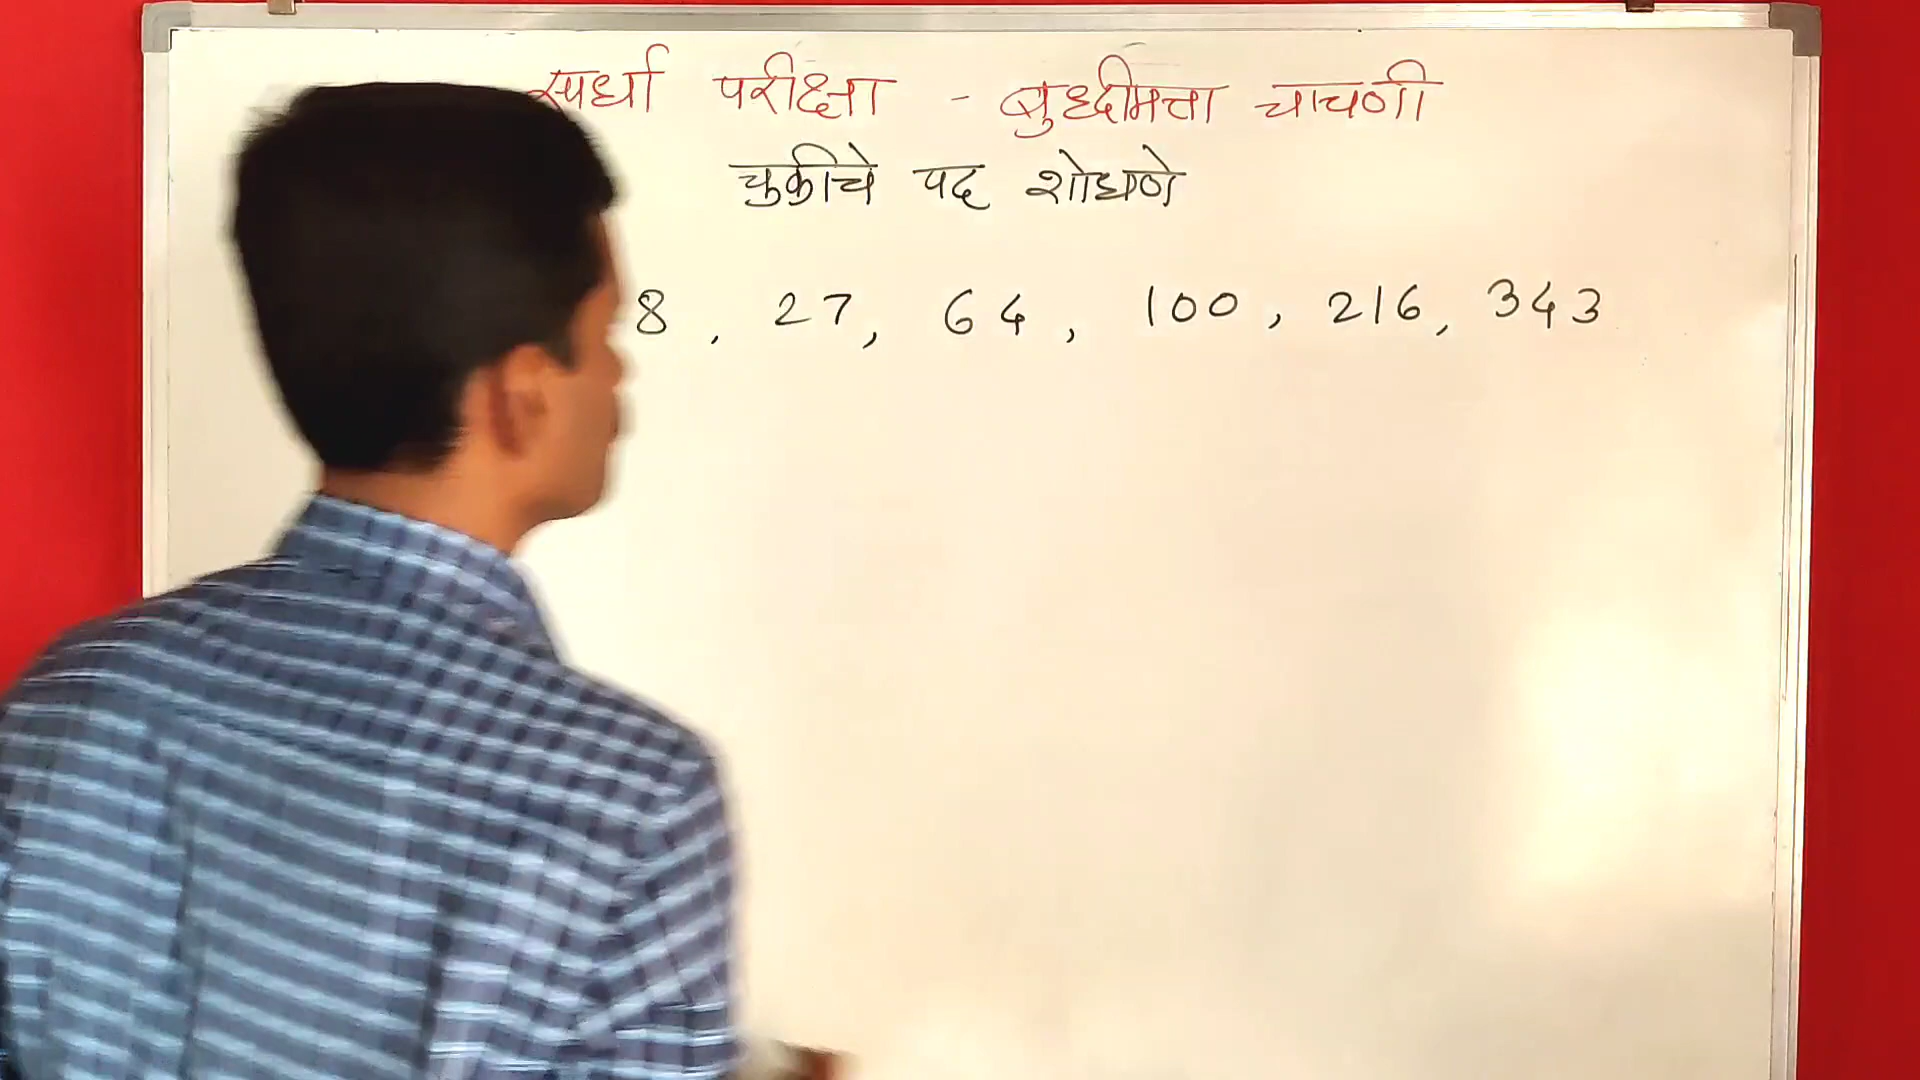 स्पर्धा परीक्षा - बुध्दीमत्ता चाचणी
चुकीचे पद शोधणे
8, 27, 64, 100, 216, 343